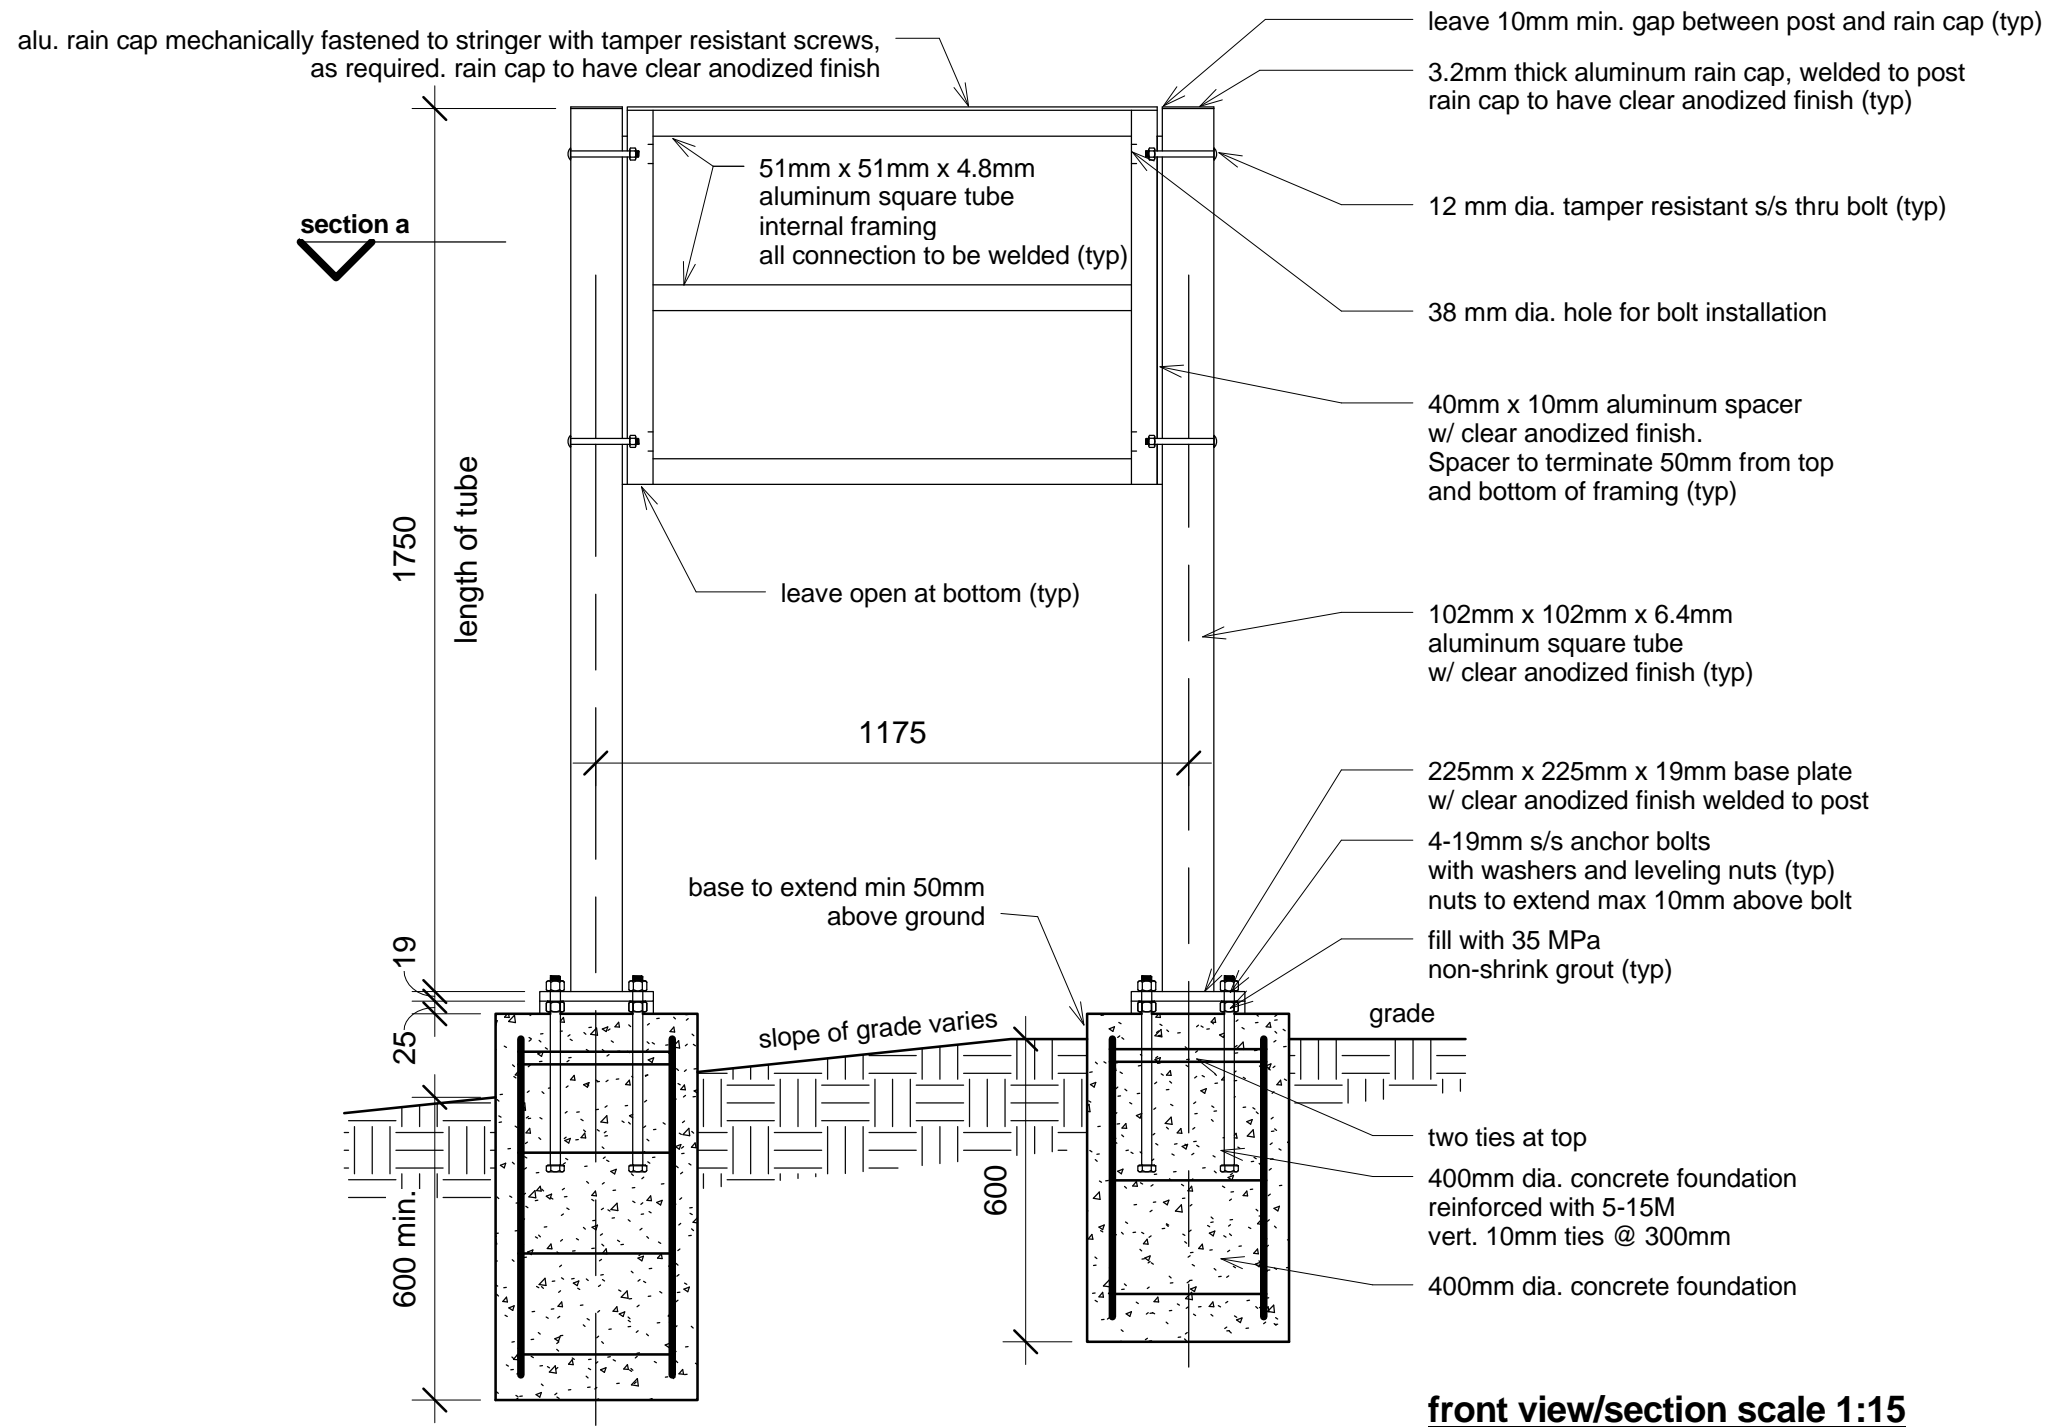 alu. rain cap mechanically fastened to stringer with tamper resistant screws,
as required. rain cap to have clear anodized finish
leave 10mm min. gap between post and rain cap (typ)
3.2mm thick aluminum rain cap, welded to post
rain cap to have clear anodized finish (typ)
51mm x 51mm x 4.8mm
aluminum square tube
internal framing
all connection to be welded (typ)
section a
12 mm dia. tamper resistant s/s thru bolt (typ)
38 mm dia. hole for bolt installation
40mm x 10mm aluminum spacer
w/ clear anodized finish.
Spacer to terminate 50mm from top
and bottom of framing (typ)
1750
length of tube
leave open at bottom (typ)
102mm x 102mm x 6.4mm
aluminum square tube
w/ clear anodized finish (typ)
1175
225mm x 225mm x 19mm base plate
w/ clear anodized finish welded to post
4-19mm s/s anchor bolts
with washers and leveling nuts (typ)
nuts to extend max 10mm above bolt
base to extend min 50mm
above ground
fill with 35 MPa
non-shrink grout (typ)
19
25
slope of grade varies
grade
600 min.
600
two ties at top
400mm dia. concrete foundation
reinforced with 5-15M
vert. 10mm ties @ 300mm
400mm dia. concrete foundation
front view/section scale 1:15